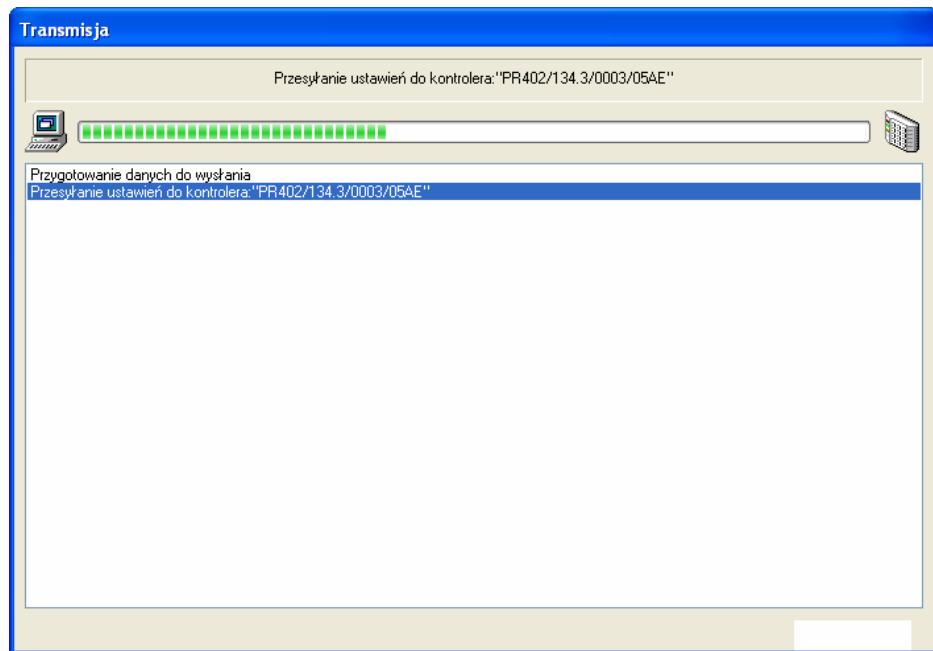 Transmisja
Przesyłanie ustawień do kontrolera:"PR402/134.3/0003/05AE"
Przygotowanie danych do wysłania
Przesyłanie ustawień do kontrolera:"PR402/134.3/0003/05AE"